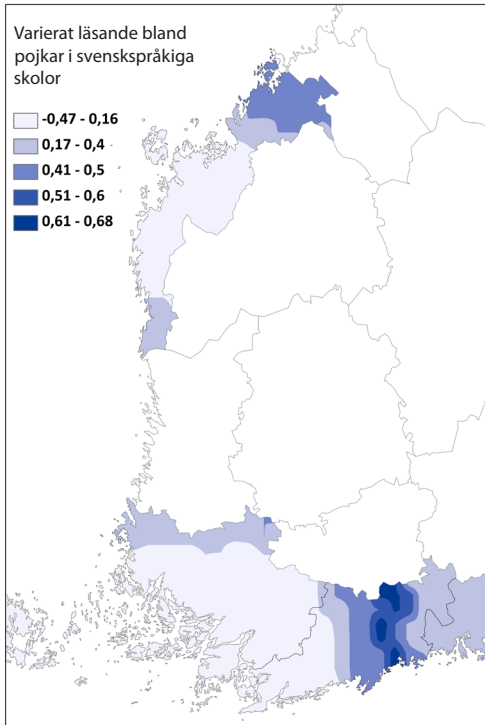 Varierat läsande bland
pojkar i svenskspråkiga
skolor
-0,47 - 0,16
0,17 - 0,4
0,41 - 0,5
0,51 - 0,6
0,61 - 0,68